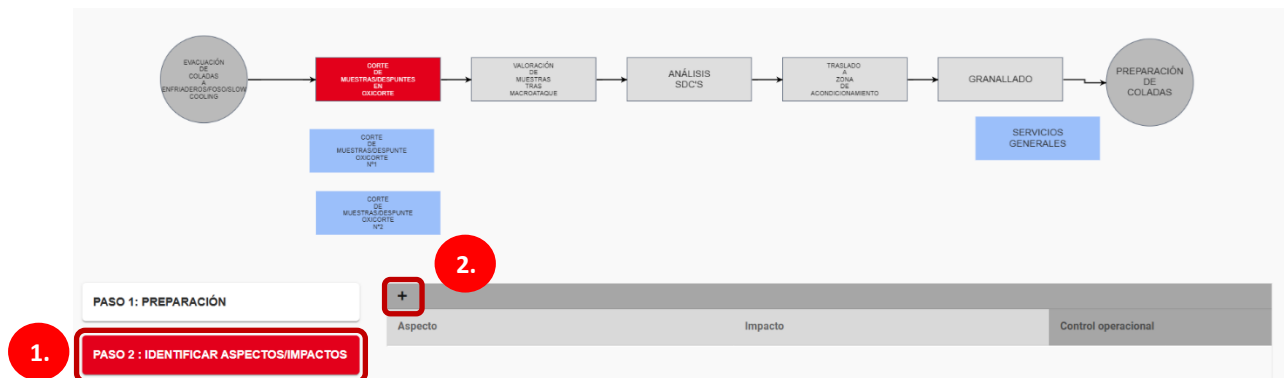 EVACUACIÓN
DE
COLADAS
A
ENFRIADEROS/FOSO/SLOW
COOLING
CORTE
DE
MUESTRAS/DESPUNTES
EN
OXICORTE
VALORACIÓN
DE
MUESTRAS
TRAS
MACROATAQUE
ANÁLISIS
SDC'S
TRASLADO
A
ZONA
DE
ACONDICIONAMIENTO
GRANALLADO
PREPARACIÓN
DE
COLADAS
CORTE
DE
MUESTRAS/DESPUNTE
OXICORTE
Nº1
SERVICIOS
GENERALES
CORTE
DE
MUESTRAS/DESPUNTE
OXICORTE
Nº2
2.
PASO 1: PREPARACIÓN
+
Aspecto
Impacto
Control operacional
1.
PASO 2 : IDENTIFICAR ASPECTOS/IMPACTOS